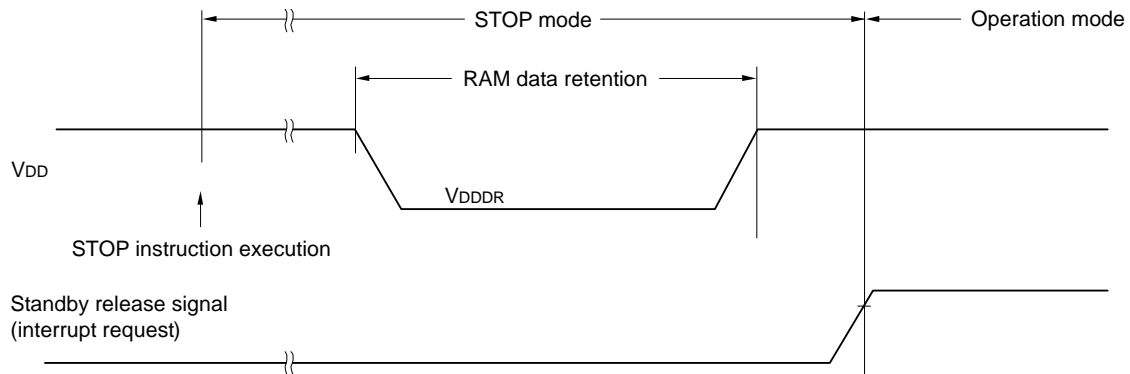 STOP mode
Operation mode
RAM data retention
VDD
VDDDR
STOP instruction execution
Standby release signal
(interrupt request)